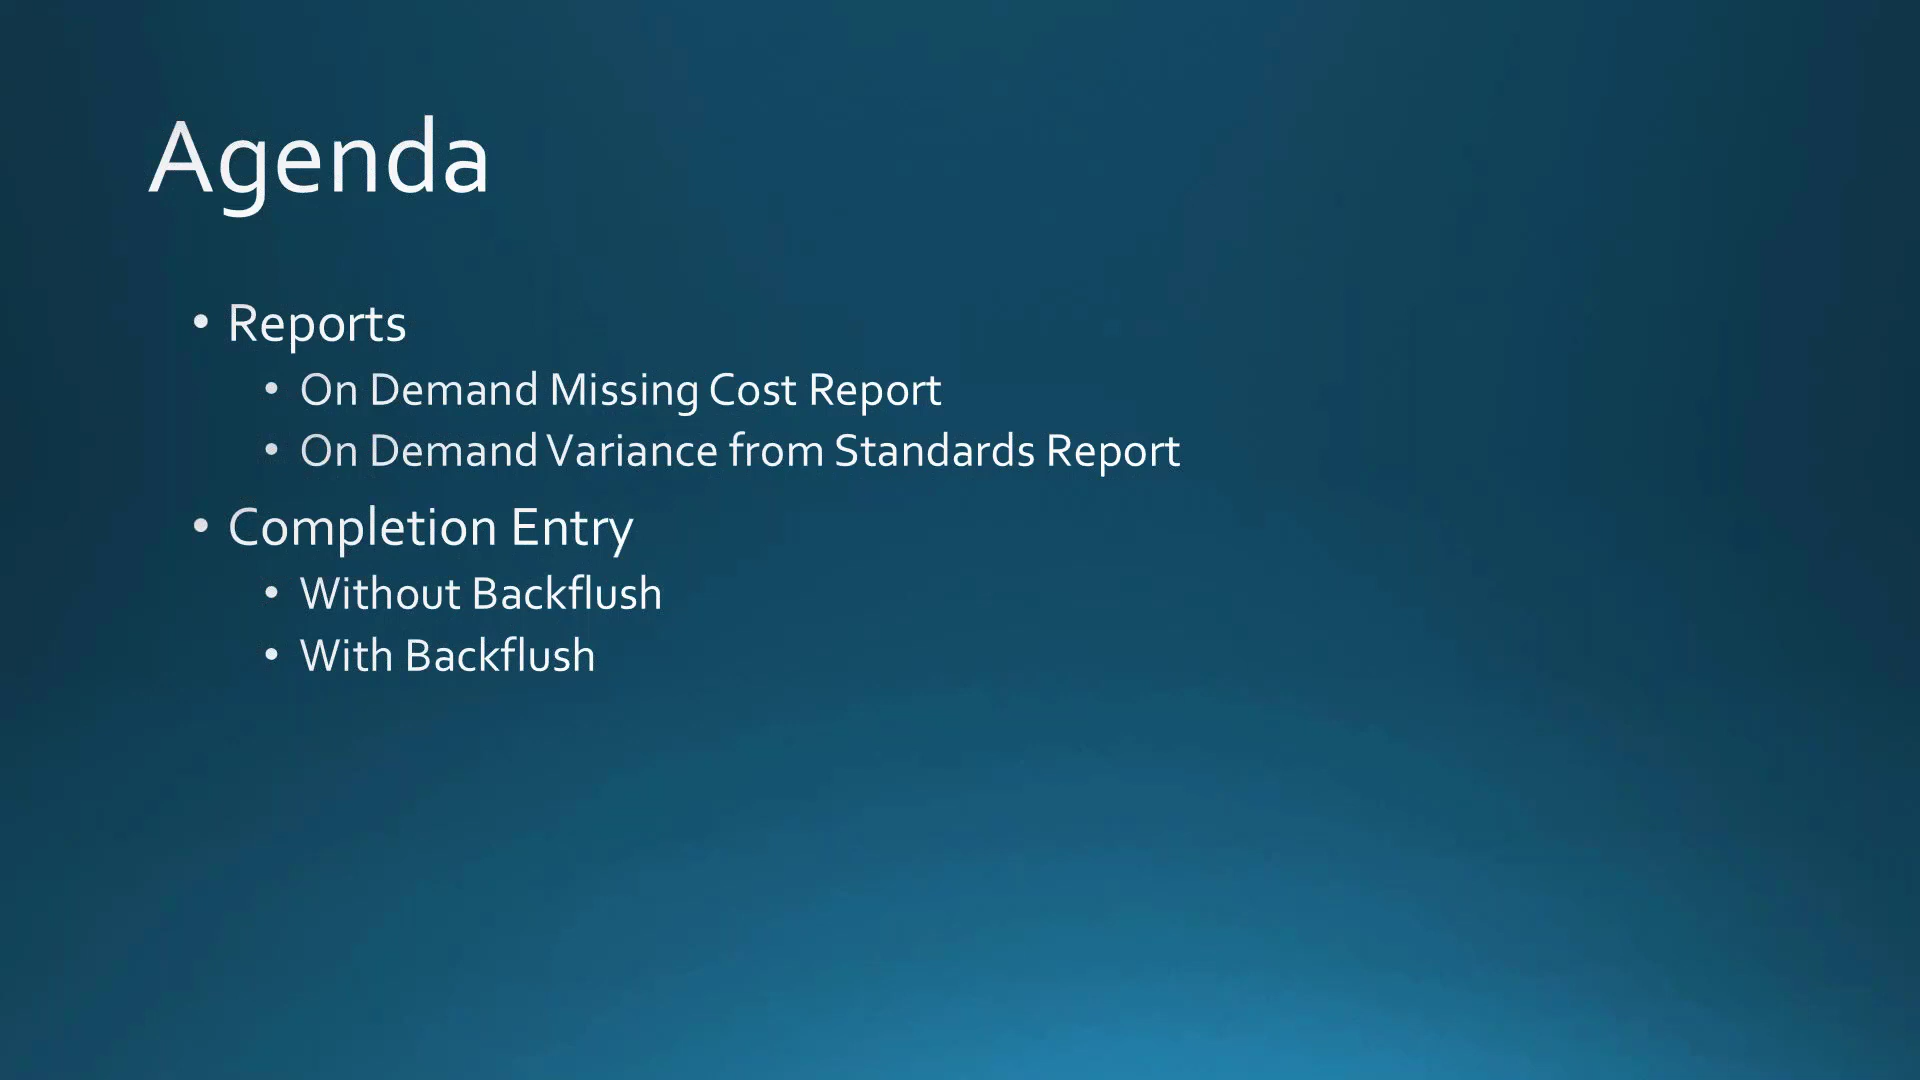 Agenda
• Reports
• On Demand Missing Cost Report
• On Demand Variance from Standards Report
• Completion Entry
• Without Backflush
• With Backflush